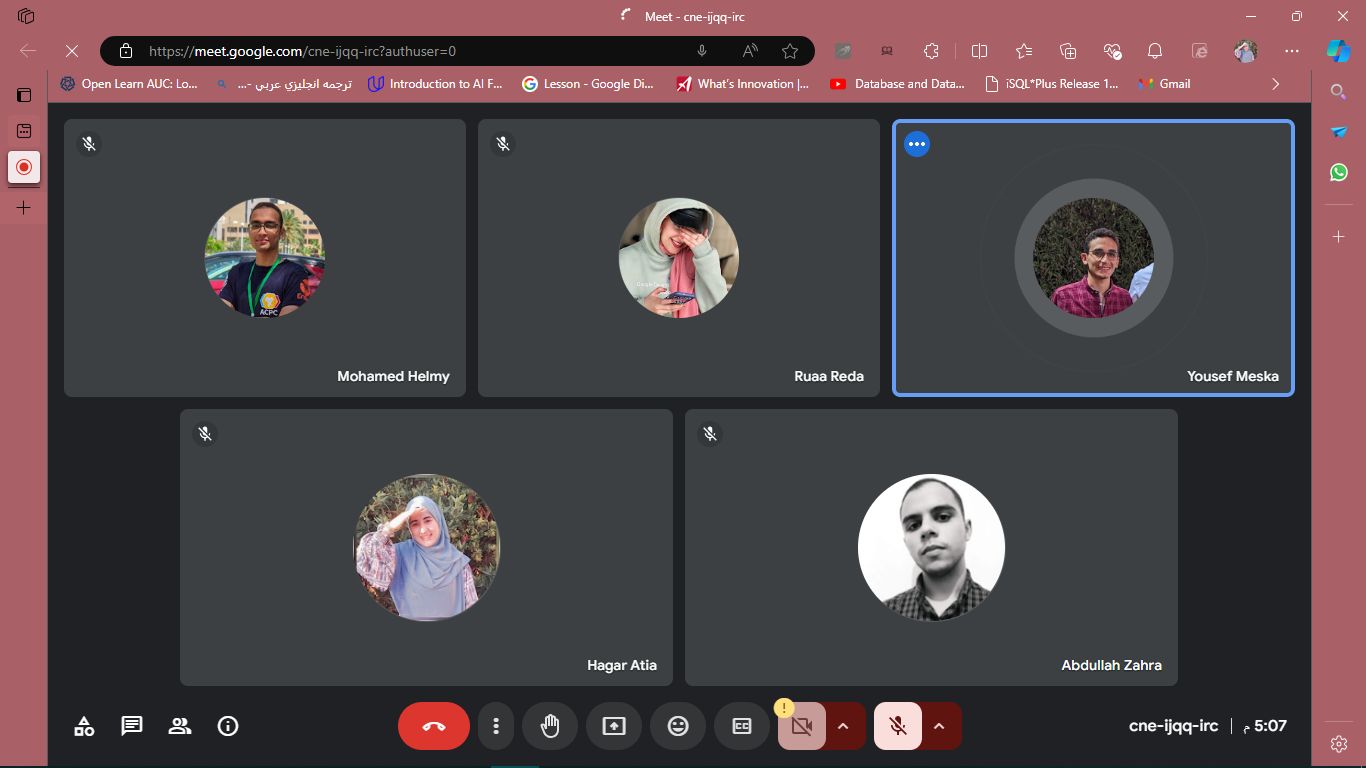 Meet - cne-ijqq-irc
https://meet.google.com/cne-ijqq-irc?authuser=0
Open Learn AUC: Lo...
ترجمه انجليزي عربي -...
Introduction to AI F...
Lesson - Google Di...
What's Innovation |...
Database and Data...
iSQL*Plus Release 1...
Gmail
ACPC
Mohamed Helmy
Ruaa Reda
Yousef Meska
Hagar Atia
Abdullah Zahra
cne-ijqq-irc
5:07 م